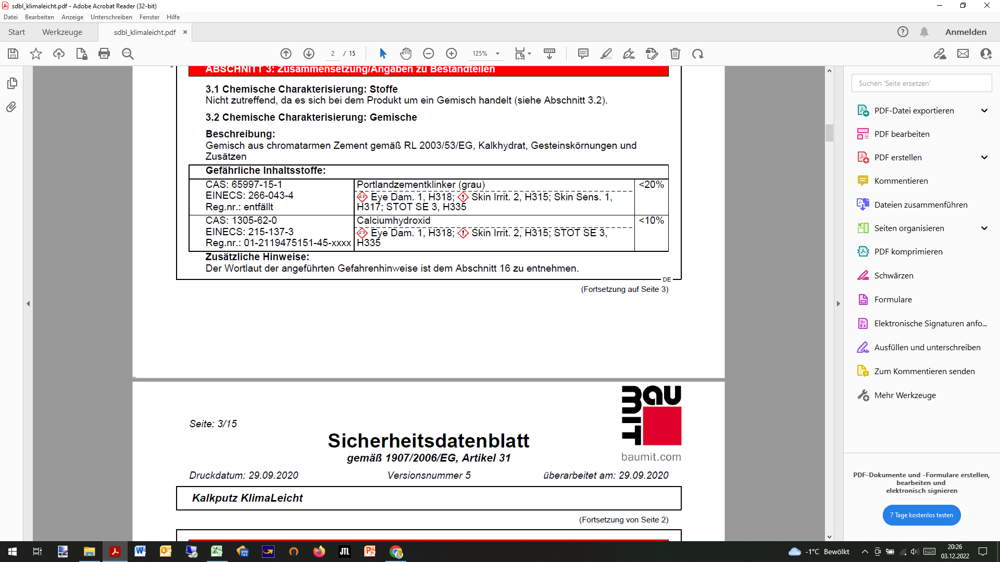 sdbl_klimaleicht.pdf - Adobe Acrobat Reader (32-bit)
Datei Bearbeiten Anzeige Unterschreiben Fenster Hilfe
Start Werkzeuge sdbl_klimaleicht.pdf × Anmelden
2 / 15 125%
ABSCHNITT 3: Zusammensetzung/Angaben zu Bestandteilen
3.1 Chemische Charakterisierung: Stoffe
Nicht zutreffend, da es sich bei dem Produkt um ein Gemisch handelt (siehe Abschnitt 3.2).
3.2 Chemische Charakterisierung: Gemische
Beschreibung:
Gemisch aus chromatarmen Zement gemäß RL 2003/53/EG, Kalkhydrat, Gesteinskörnungen und
Zusätzen
Gefährliche Inhaltsstoffe:
CAS: 65997-15-1
EINECS: 266-043-4
Reg.nr.: entfällt
Portlandzementklinker (grau)
Eye Dam. 1, H318; Skin Irrit. 2, H315; Skin Sens. 1,
H317; STOT SE 3, H335
<20%
CAS: 1305-62-0
EINECS: 215-137-3
Reg.nr.: 01-2119475151-45-xxxx
Calciumhydroxid
Eye Dam. 1, H318; Skin Irrit. 2, H315; STOT SE 3,
H335
<10%
Zusätzliche Hinweise:
Der Wortlaut der angeführten Gefahrenhinweise ist dem Abschnitt 16 zu entnehmen.
DE
(Fortsetzung auf Seite 3)
BAUMIT
baumit.com
Seite: 3/15
Sicherheitsdatenblatt
gemäß 1907/2006/EG, Artikel 31
Druckdatum: 29.09.2020 Versionsnummer 5 überarbeitet am: 29.09.2020
Kalkputz KlimaLeicht
(Fortsetzung von Seite 2)
Suchen 'Seite ersetzen'
PDF-Datei exportieren
PDF bearbeiten
PDF erstellen
Kommentieren
Dateien zusammenführen
Seiten organisieren
PDF komprimieren
Schwärzen
Formulare
Elektronische Signaturen anfo...
Ausfüllen und unterschreiben
Zum Kommentieren senden
Mehr Werkzeuge
PDF-Dokumente und -Formulare erstellen,
bearbeiten und
elektronisch signieren
7 Tage kostenlos testen
STO
TAX
JTL
-1°C Bewölkt
20:26
03.12.2022